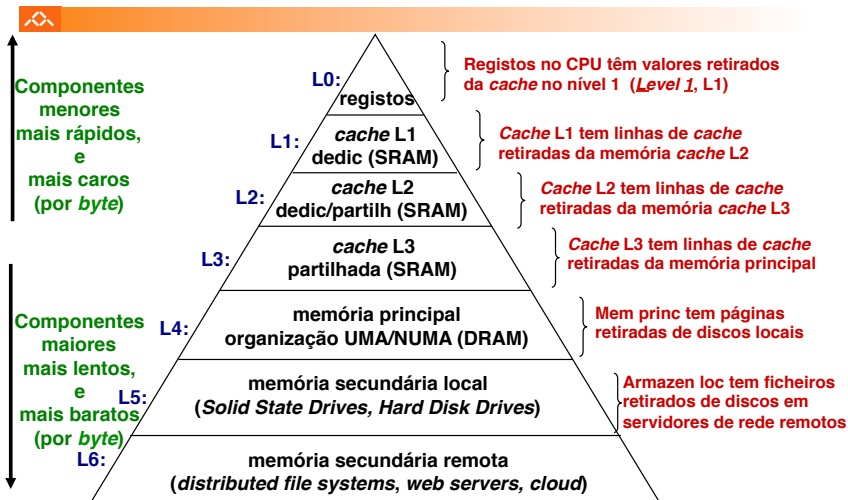 Componentes
menores
mais rápidos,
e
mais caros
(por byte)
Componentes
maiores
mais lentos,
e
mais baratos
(por byte)
L0:
registos
Registos no CPU têm valores retirados
da cache no nível 1 (Level 1, L1)
L1:
cache L1
dedic (SRAM)
Cache L1 tem linhas de cache
retiradas da memória cache L2
L2:
cache L2
dedic/partilh (SRAM)
Cache L2 tem linhas de cache
retiradas da memória cache L3
L3:
cache L3
partilhada (SRAM)
Cache L3 tem linhas de cache
retiradas da memória principal
L4:
memória principal
organização UMA/NUMA (DRAM)
Mem princ tem páginas
retiradas de discos locais
L5:
memória secundária local
(Solid State Drives, Hard Disk Drives)
Armazen loc tem ficheiros
retirados de discos em
servidores de rede remotos
L6:
memória secundária remota
(distributed file systems, web servers, cloud)